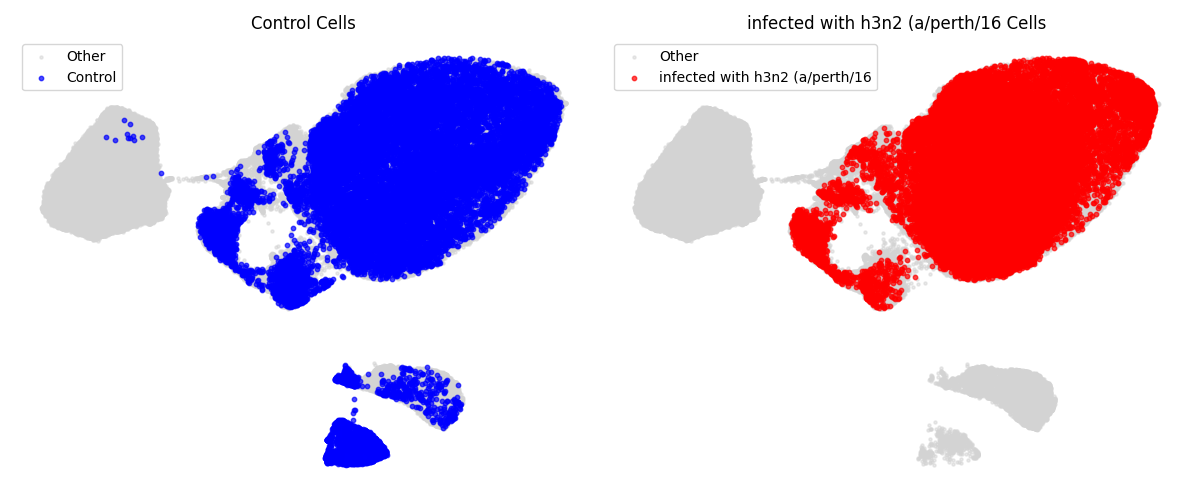 Control Cells
Other
Control
infected with h3n2 (a/perth/16 Cells
Other
infected with h3n2 (a/perth/16